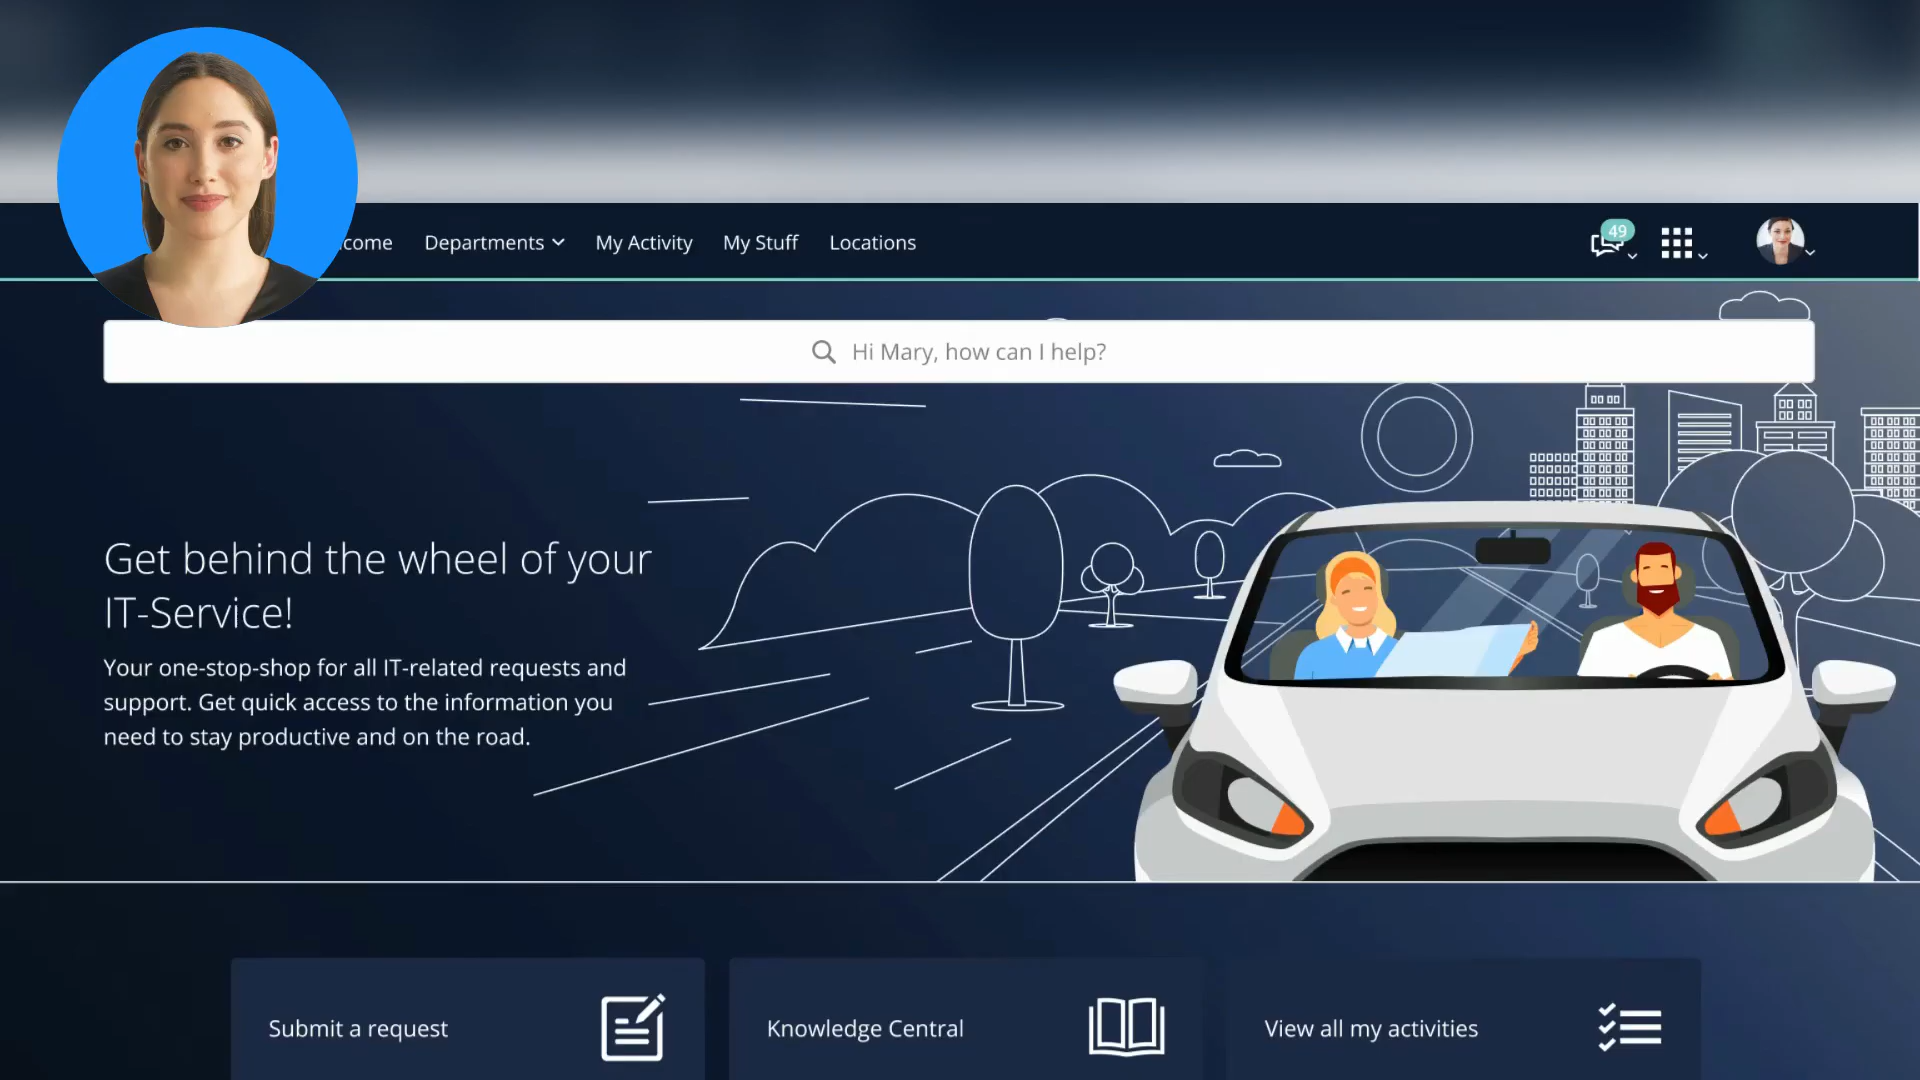 Departments
My Activity
My Stuff
Locations
49
Hi Mary, how can I help?
Get behind the wheel of your
IT-Service!
Your one-stop-shop for all IT-related requests and
support. Get quick access to the information you
need to stay productive and on the road.
Submit a request
Knowledge Central
View all my activities